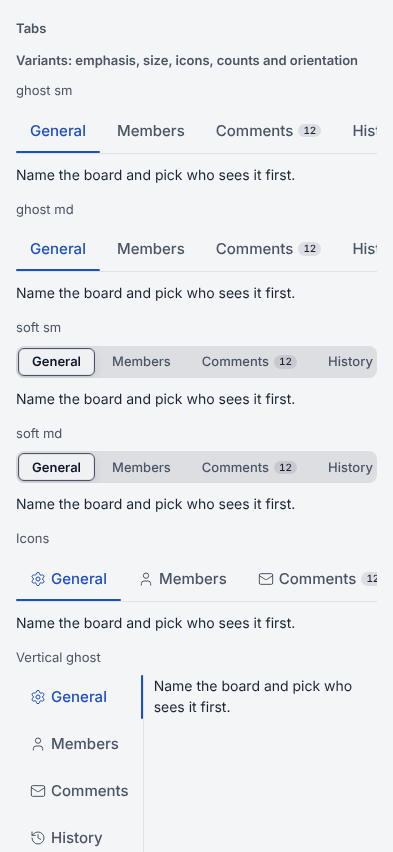 Tabs
Variants: emphasis, size, icons, counts and orientation
ghost sm
General Members Comments 12 His
Name the board and pick who sees it first.
ghost md
General Members Comments 12 His
Name the board and pick who sees it first.
soft sm
General Members Comments 12 History
Name the board and pick who sees it first.
soft md
General Members Comments 12 History
Name the board and pick who sees it first.
Icons
General Members Comments 12
Name the board and pick who sees it first.
Vertical ghost
General
Name the board and pick who
sees it first.
Members
Comments
History